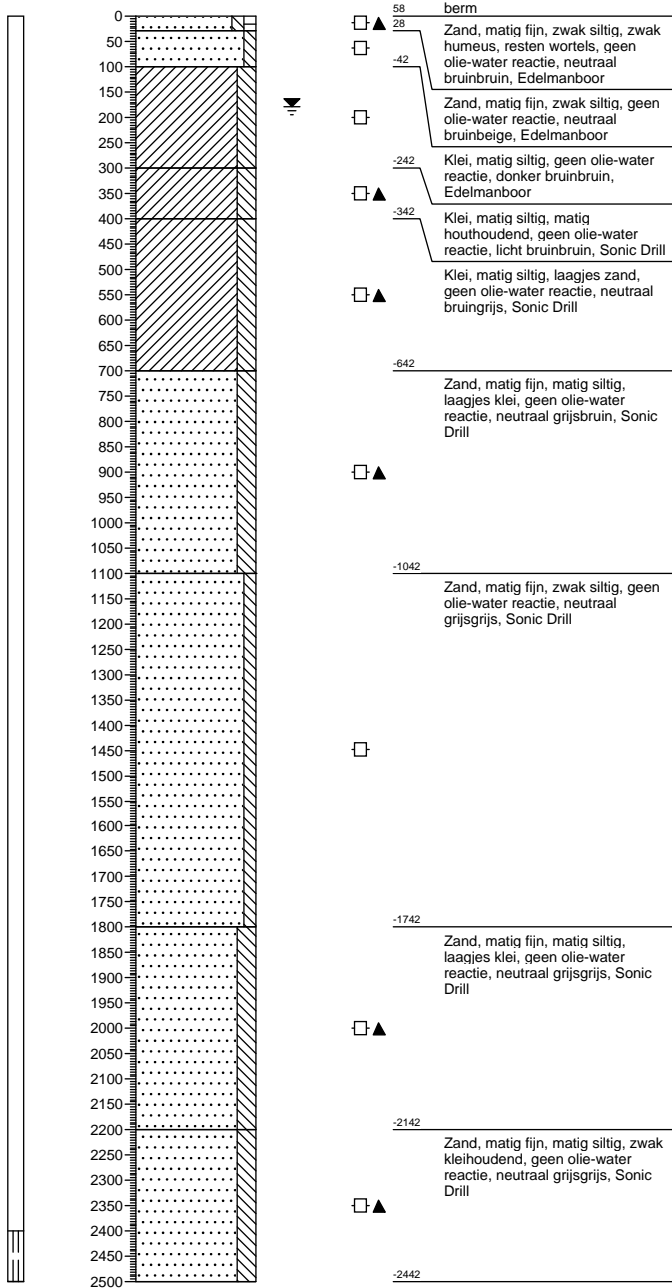 0
50
100
150
200
250
300
350
400
450
500
550
600
650
700
750
800
850
900
950
1000
1050
1100
1150
1200
1250
1300
1350
1400
1450
1500
1550
1600
1650
1700
1750
1800
1850
1900
1950
2000
2050
2100
2150
2200
2250
2300
2350
2400
2450
2500
58
berm
28
Zand, matig fijn, zwak siltig, zwak
humeus, resten wortels, geen
olie-water reactie, neutraal
bruinbruin, Edelmanboor
-42
Zand, matig fijn, zwak siltig, geen
olie-water reactie, neutraal
bruinbeige, Edelmanboor
-242
Klei, matig siltig, geen olie-water
reactie, donker bruinbruin,
Edelmanboor
-342
Klei, matig siltig, matig
houthoudend, geen olie-water
reactie, licht bruinbruin, Sonic Drill
Klei, matig siltig, laagjes zand,
geen olie-water reactie, neutraal
bruingrijs, Sonic Drill
-642
Zand, matig fijn, matig siltig,
laagjes klei, geen olie-water
reactie, neutraal grijsbruin, Sonic
Drill
-1042
Zand, matig fijn, zwak siltig, geen
olie-water reactie, neutraal
grijsgrijs, Sonic Drill
-1742
Zand, matig fijn, matig siltig,
laagjes klei, geen olie-water
reactie, neutraal grijsgrijs, Sonic
Drill
-2142
Zand, matig fijn, matig siltig, zwak
kleihoudend, geen olie-water
reactie, neutraal grijsgrijs, Sonic
Drill
-2442